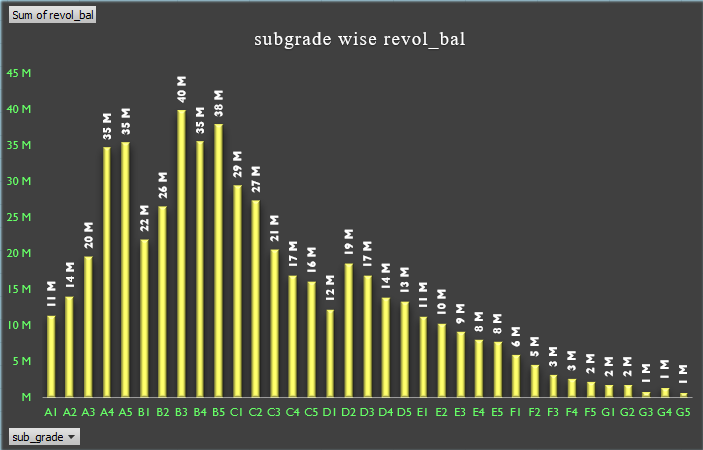 Sum of revol_bal
subgrade wise revol_bal
45 M
40 M
35 M
30 M
25 M
20 M
15 M
10 M
5 M
M
11 M
14 M
20 M
35 M
35 M
22 M
26 M
40 M
35 M
38 M
29 M
27 M
21 M
17 M
16 M
12 M
19 M
17 M
14 M
13 M
11 M
10 M
9 M
8 M
8 M
6 M
5 M
3 M
3 M
2 M
2 M
2 M
1 M
1 M
1 M
A1 A2 A3 A4 A5 B1 B2 B3 B4 B5 C1 C2 C3 C4 C5 D1 D2 D3 D4 D5 E1 E2 E3 E4 E5 F1 F2 F3 F4 F5 G1 G2 G3 G4 G5
sub_grade